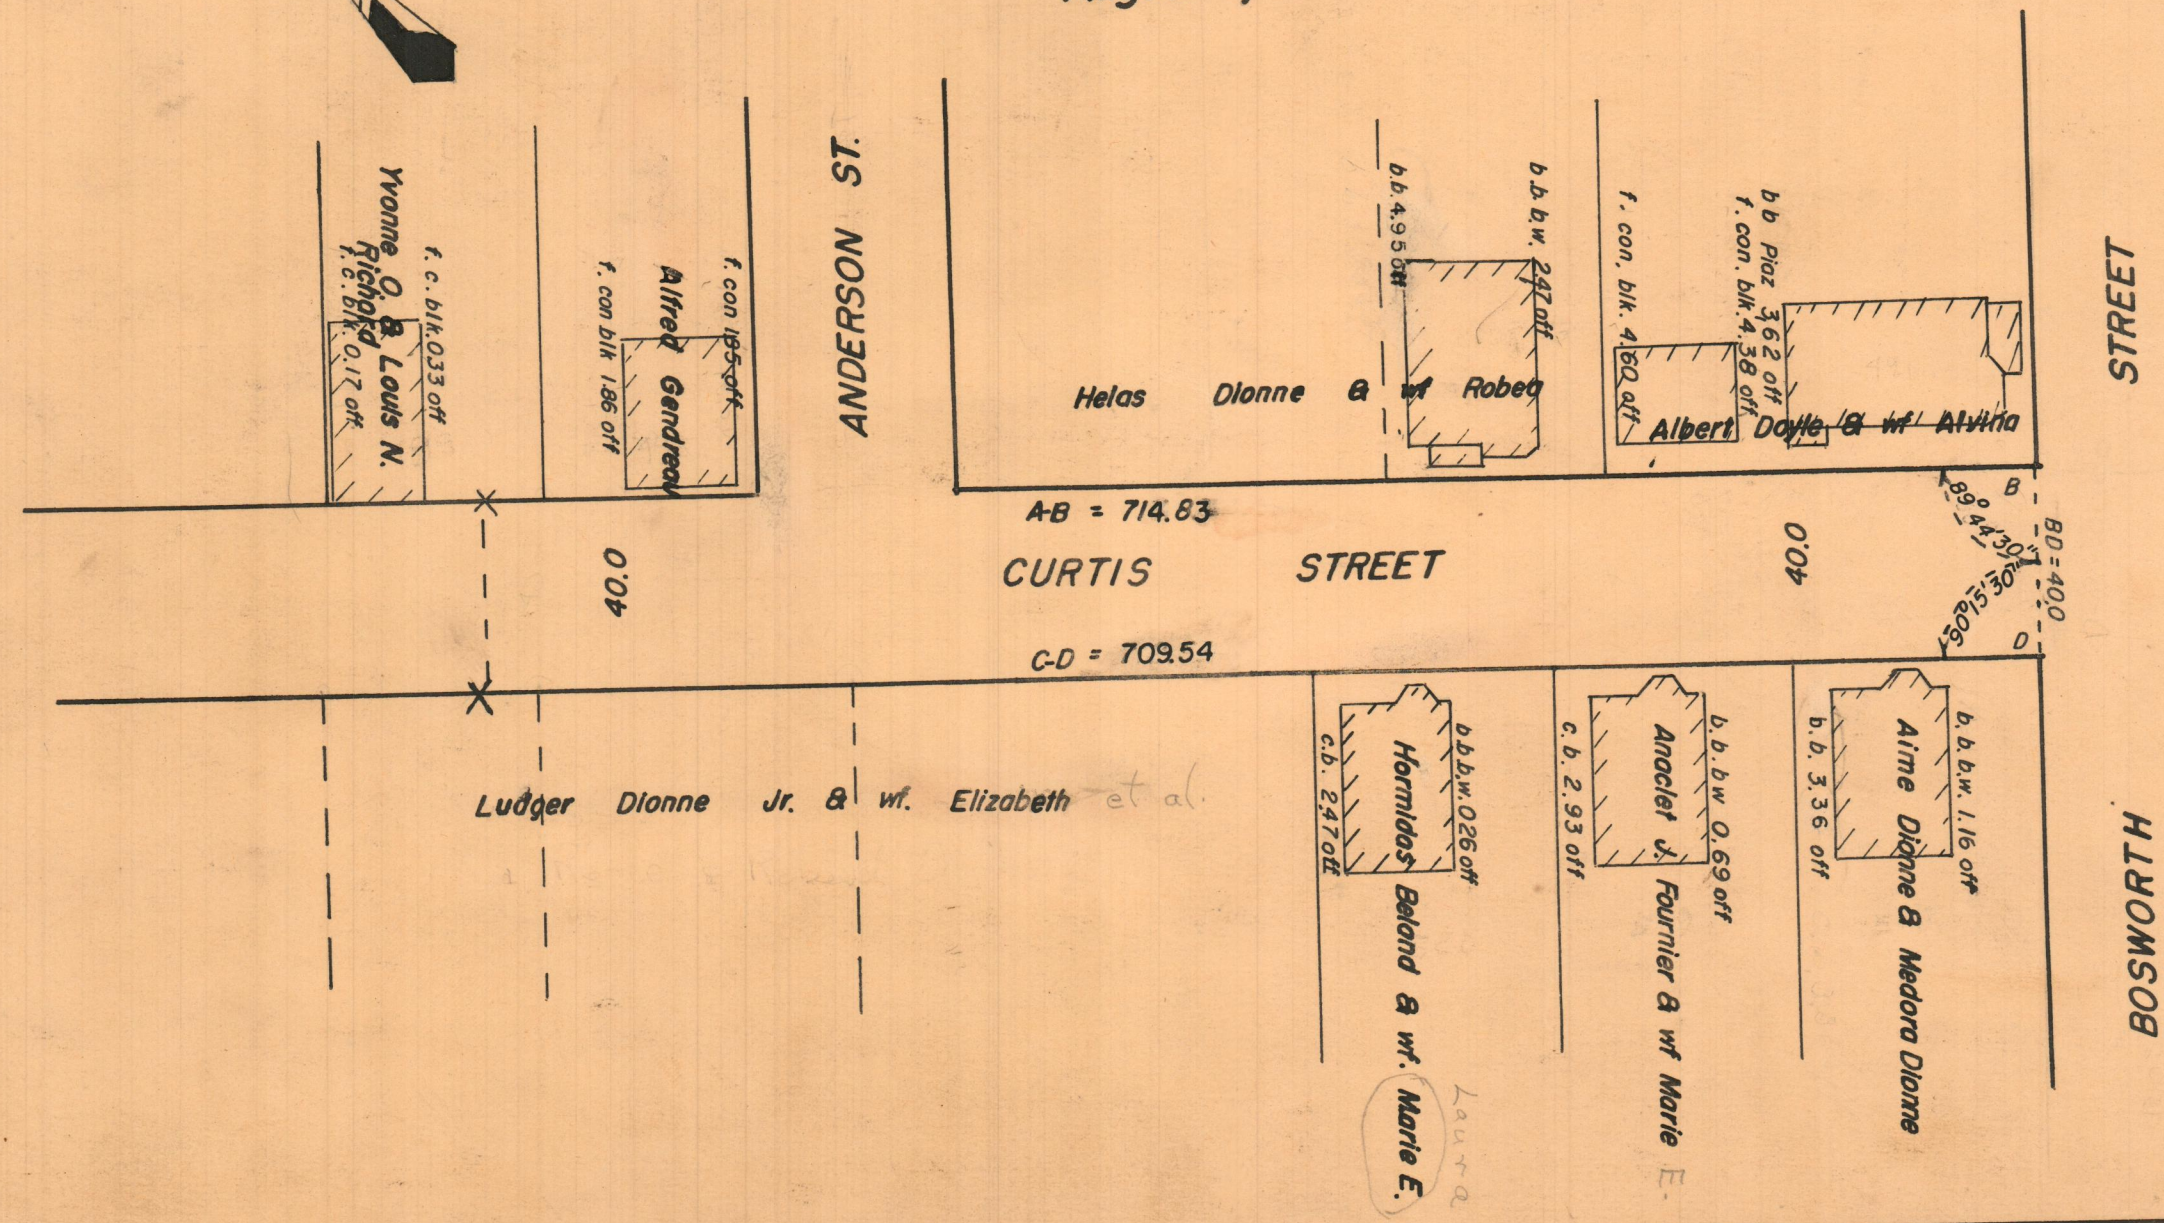 Yvonne O. & Louis N.
Richard
f. c. blk. 0.33 off
f. c. blk. 0.17 off
f. con blk 1.86 off
Alfred Gendreau
f. con 1.85 off
ANDERSON ST.
b.b. 4.95 off
b.b. b.w. 2.47 off
Helas Dionne & wf Robea
f. con. blk. 4.60 off
f. con. blk. 4.38 off
b b Piaz 3.62 off
Albert Doyle & wf Alvina
STREET
A-B = 714.83
B
89° 44' 30"
BD = 40.0
40.0
CURTIS STREET
40.0
90° 15' 30"
C-D = 709.54
D
Ludger Dionne Jr. & wf. Elizabeth et al.
c.b. 2.47 off
Hormidas Beland & wf. Marie E.
Laura
b.b. b.w. 0.26 off
c. b. 2.93 off
Anaclet J. Fournier & wf Marie E.
b. b. b w 0.69 off
b. b. 3.36 off
Aime Dionne & Medora Dionne
b. b. b.w. 1.16 off
BOSWORTH